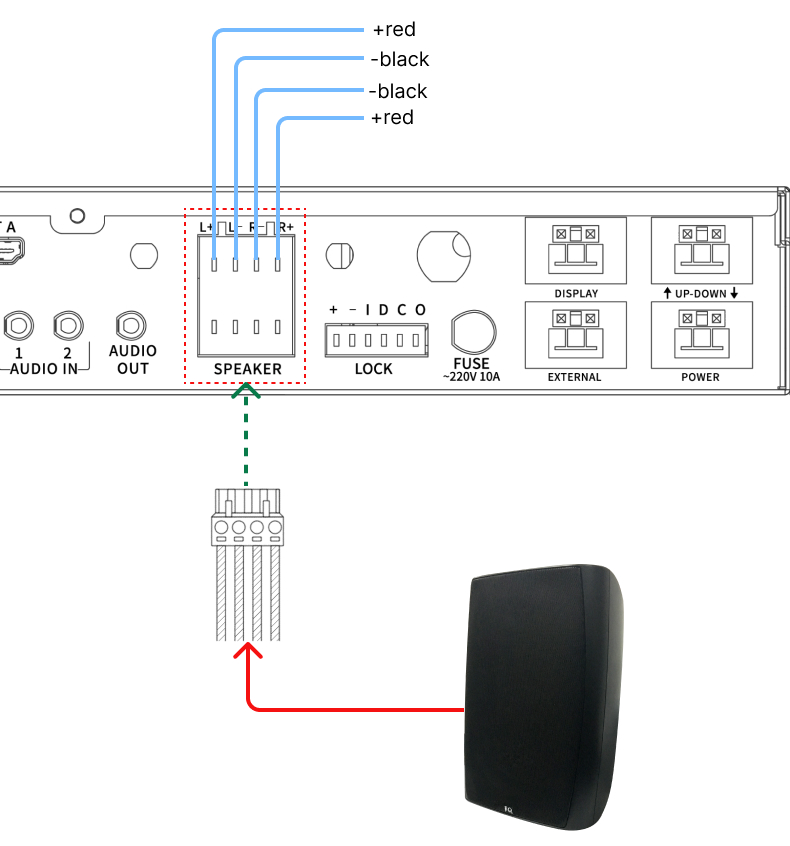 +red
-black
-black
+red
T A
L+ L- R- R+
+ - I D C O
DISPLAY
↑ UP-DOWN ↓
1 2
AUDIO IN
AUDIO
OUT
SPEAKER
LOCK
FUSE
~220V 10A
EXTERNAL
POWER